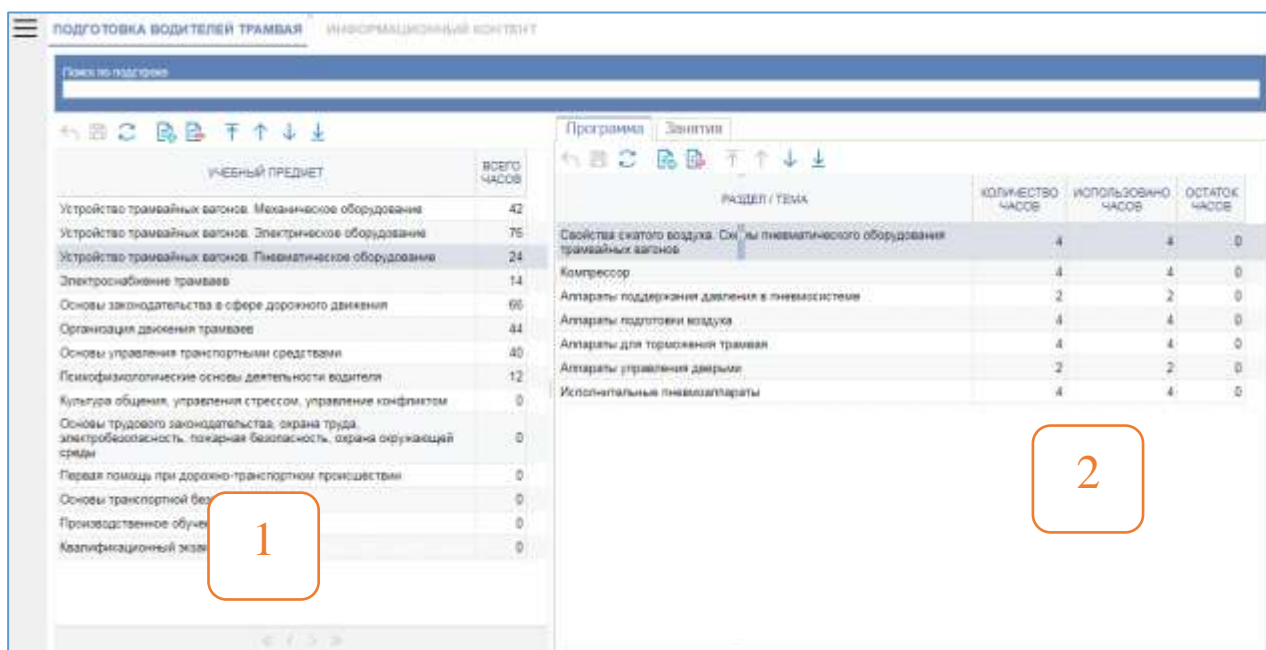 ПОДГОТОВКА ВОДИТЕЛЕЙ ТРАМВАЯ ИНФОРМАЦИОННЫЙ КОНТЕНТ
Поиск по подстроке
Программа Занятия
УЧЕБНЫЙ ПРЕДМЕТ ВСЕГО ЧАСОВ
Устройство трамвайных вагонов. Механическое оборудование 42
Устройство трамвайных вагонов. Электрическое оборудование 76
Устройство трамвайных вагонов. Пневматическое оборудование 24
Электроснабжение трамваев 14
Основы законодательства в сфере дорожного движения 66
Организация движения трамваев 44
Основы управления транспортными средствами 40
Психофизиологические основы деятельности водителя 12
Культура общения, управления стрессом, управление конфликтом 0
Основы трудового законодательства, охрана труда,
электробезопасность, пожарная безопасность, охрана окружающей 0
среды
Первая помощь при дорожно-транспортном происшествии 0
Основы транспортной без 0
Производственное обуче 0
Квалификационный экза 0
1
РАЗДЕЛ / ТЕМА КОЛИЧЕСТВО ЧАСОВ ИСПОЛЬЗОВАНО ЧАСОВ ОСТАТОК ЧАСОВ
Свойства сжатого воздуха. Схемы пневматического оборудования
трамвайных вагонов 4 4 0
Компрессор 4 4 0
Аппараты поддержания давления в пневмосистеме 2 2 0
Аппараты подготовки воздуха 4 4 0
Аппараты для торможения трамвая 4 4 0
Аппараты управления дверьми 2 2 0
Исполнительные пневмоаппараты 4 4 0
2